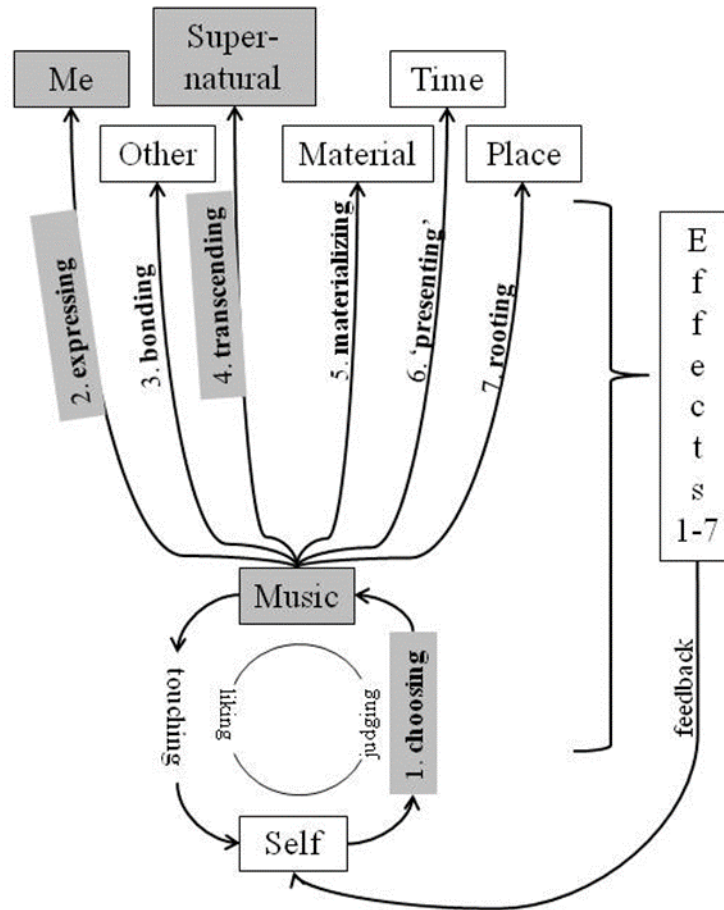 Me
Super-
natural
Time
Other
Material
Place
2. expressing
3. bonding
4. transcending
5. materializing
6. ‘presenting’
7. rooting
E
f
f
e
c
t
s
1-7
Music
touching
liking
judging
1. choosing
feedback
Self